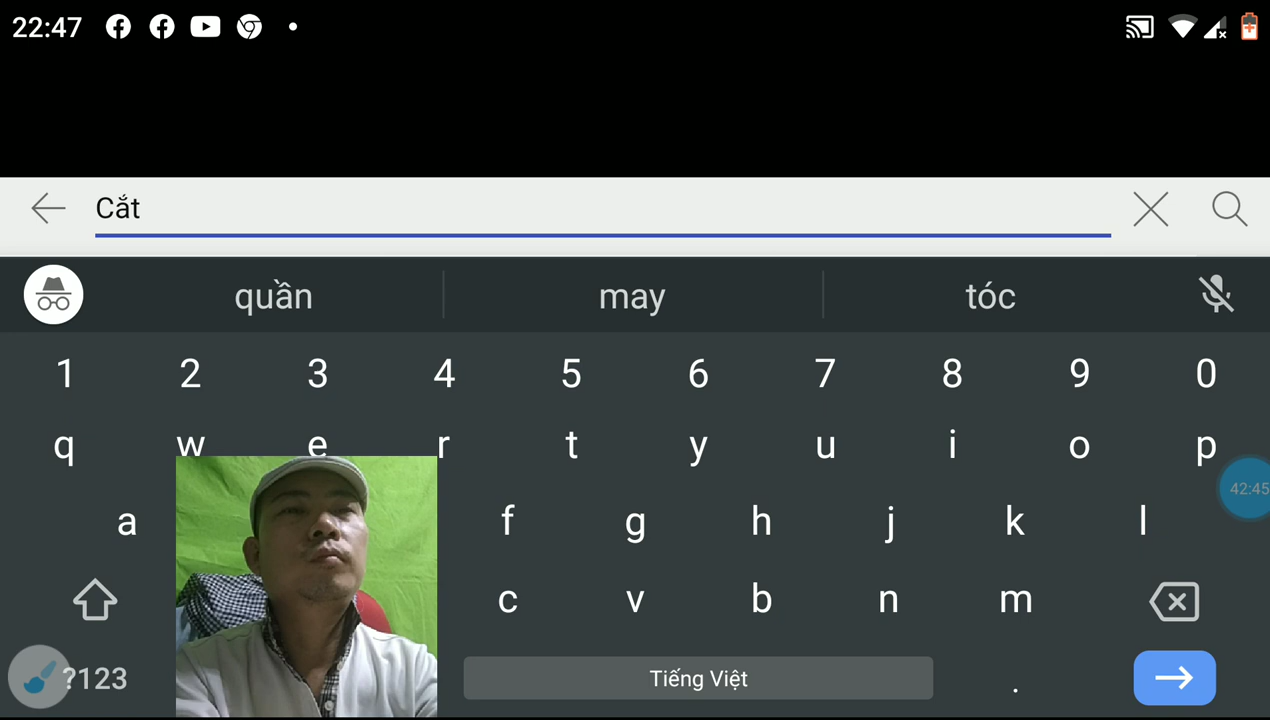 22:47
Cắt
quần may tóc
1 2 3 4 5 6 7 8 9 0
q w e r t y u i o p
42:45
a f g h j k l
c v b n m
?123 Tiếng Việt .